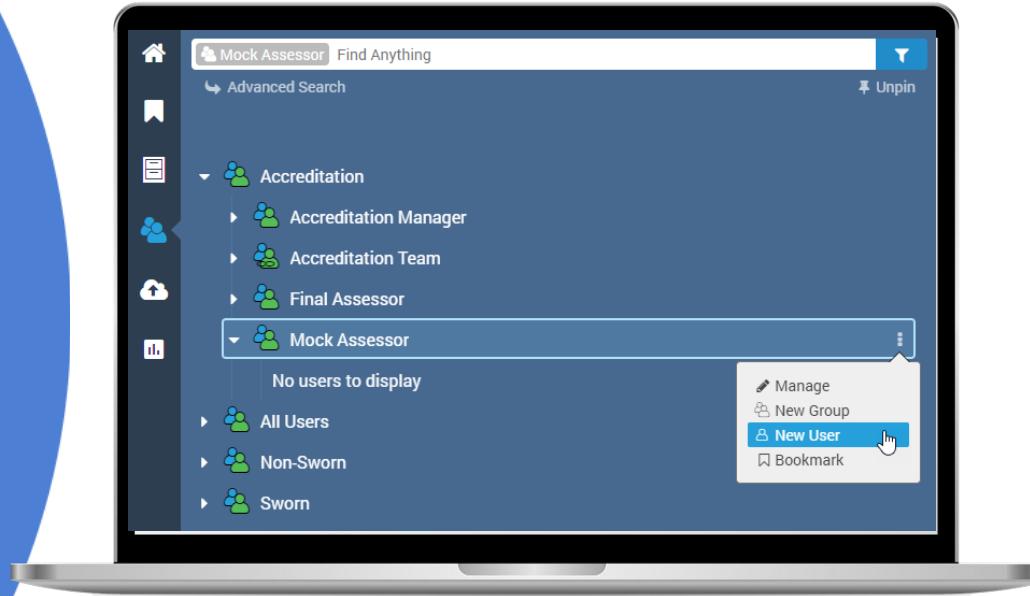 Mock Assessor Find Anything
Advanced Search Unpin
Accreditation
Accreditation Manager
Accreditation Team
Final Assessor
Mock Assessor
No users to display
Manage
New Group
New User
Bookmark
All Users
Non-Sworn
Sworn